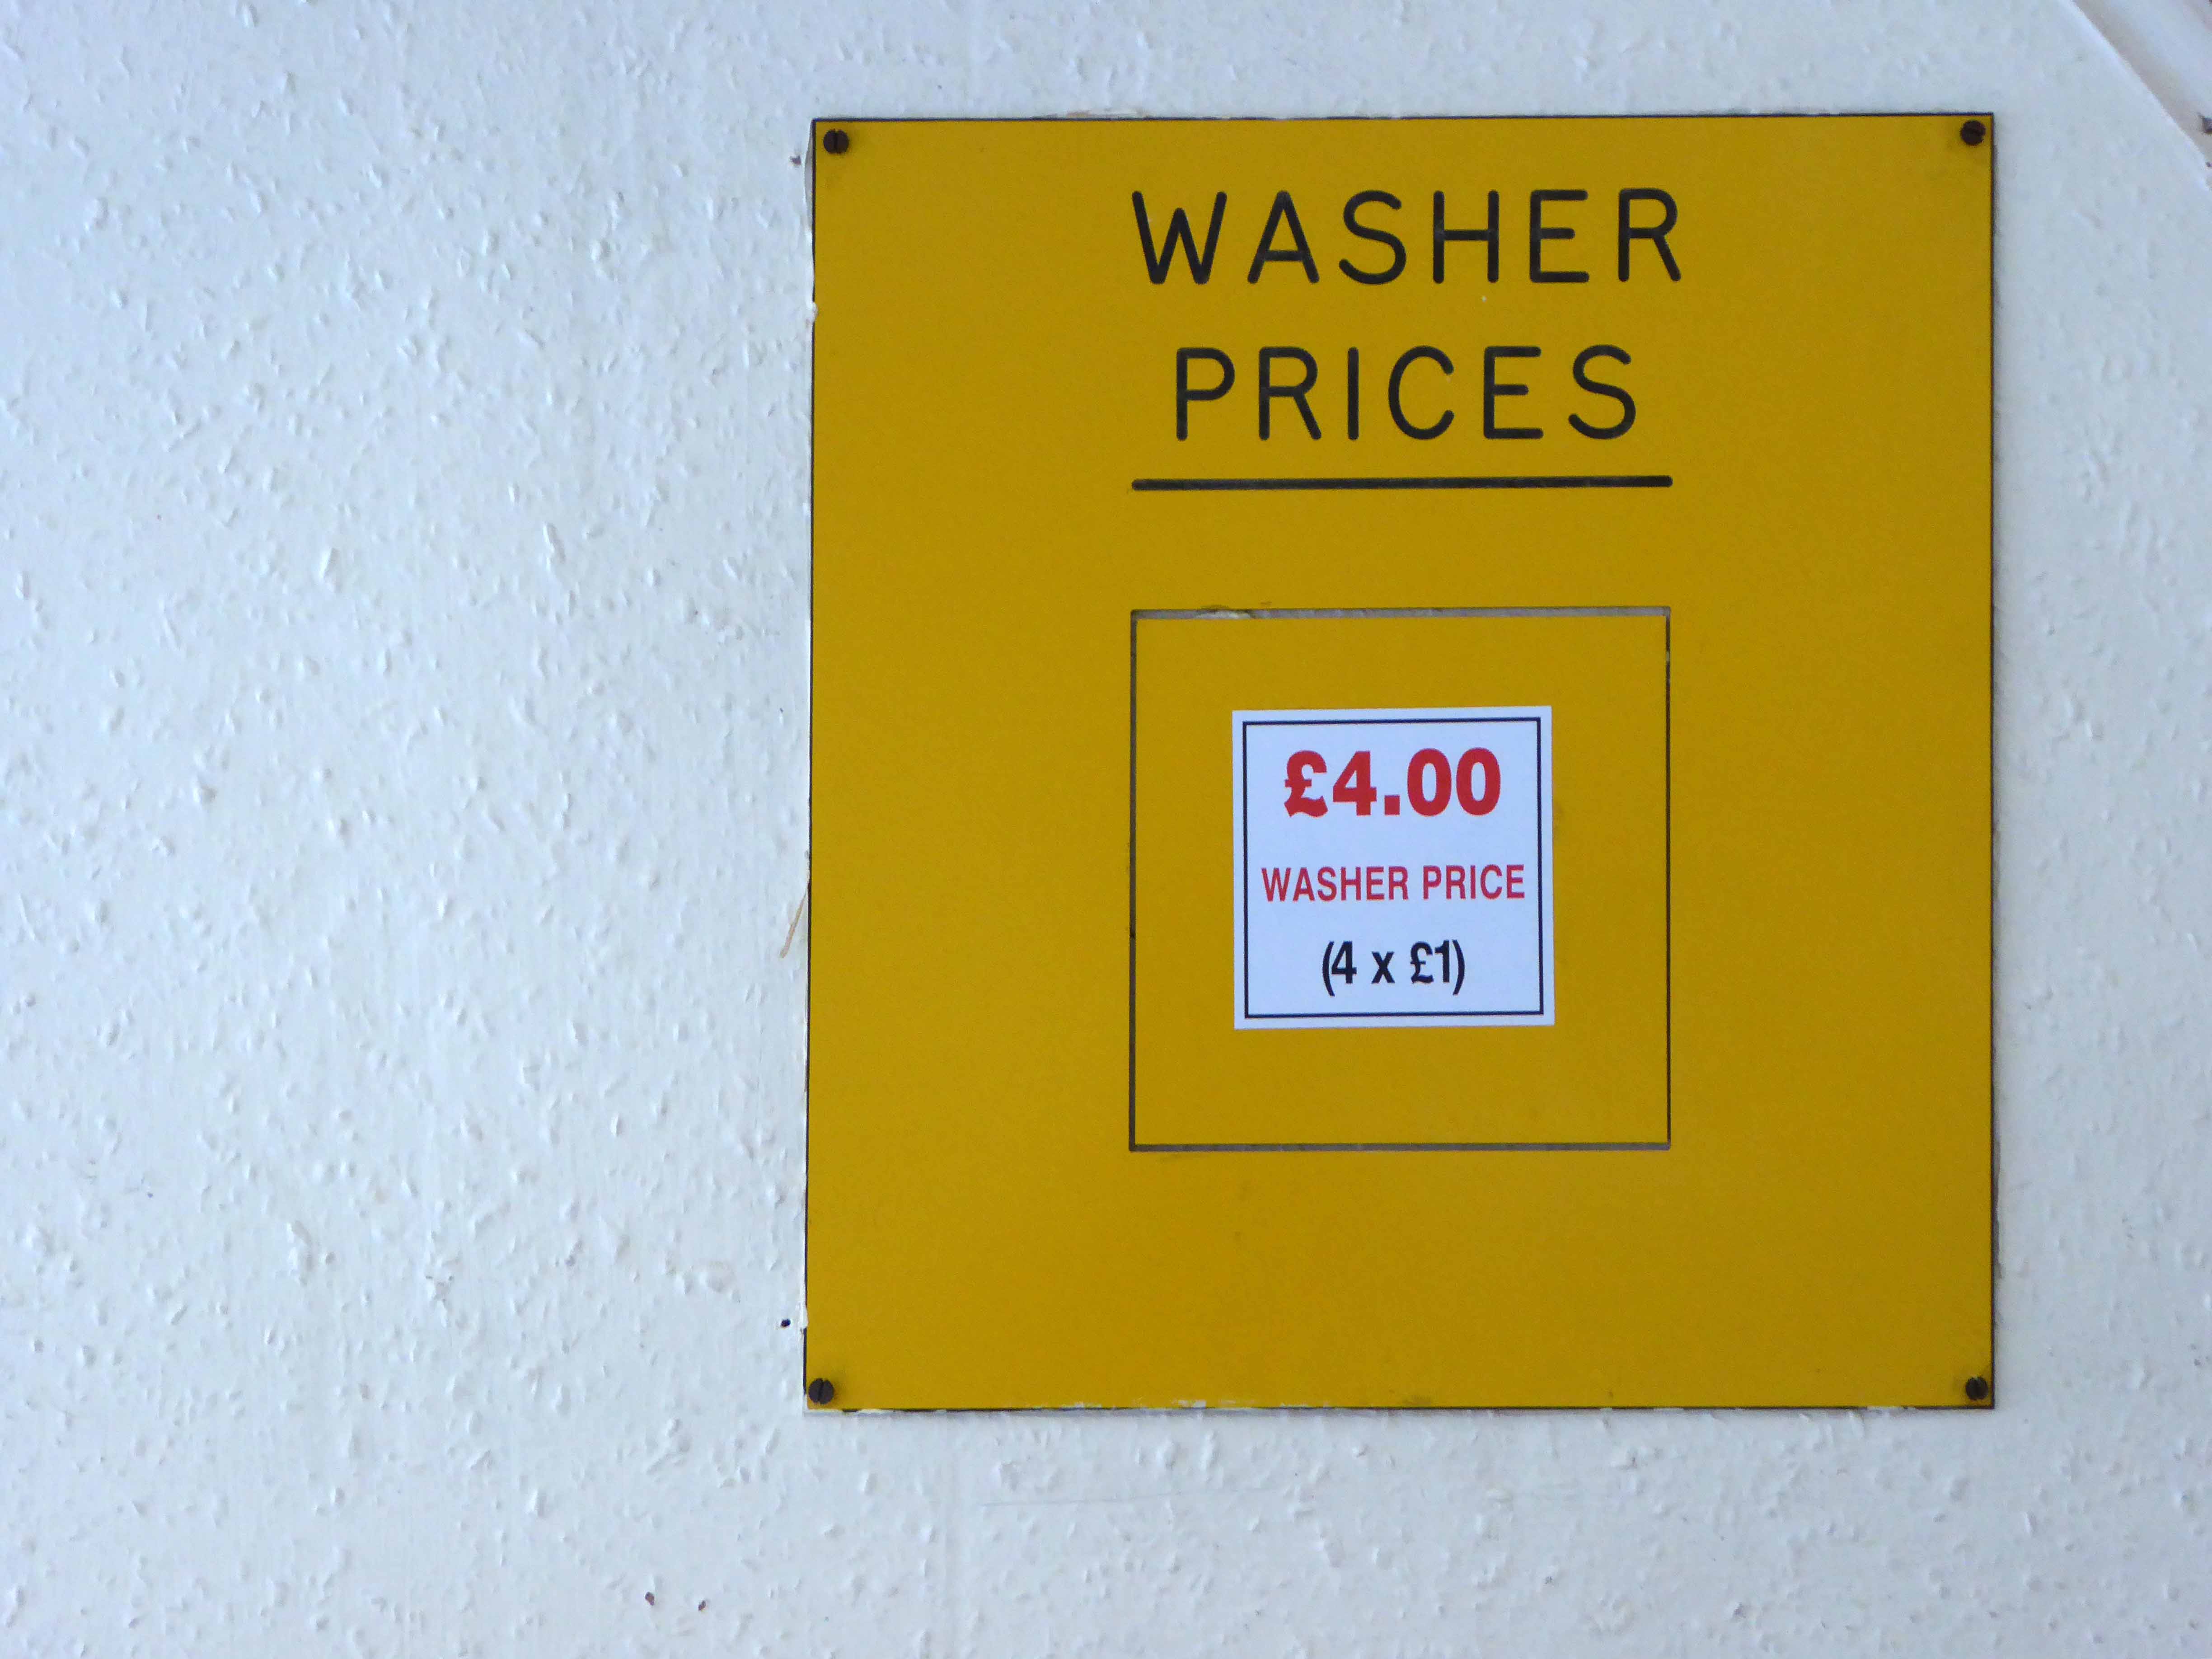 WASHER
PRICES
£4.00
WASHER PRICE
(4 x £1)